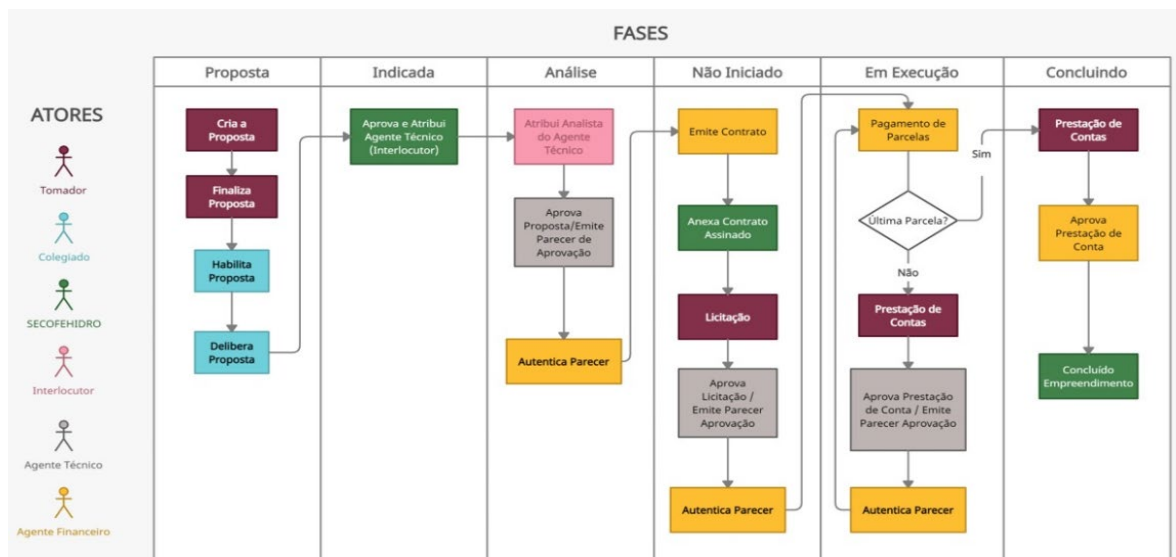 FASES
ATORES
Tomador
Colegiado
SECOFEHIDRO
Interlocutor
Agente Técnico
Agente Financeiro
Proposta
Cria a
Proposta
Finaliza
Proposta
Habilita
Proposta
Delibera
Proposta
Indicada
Aprova e Atribui
Agente Técnico
(Interlocutor)
Análise
Atribui Analista
do Agente
Técnico
Aprova
Proposta/Emite
Parecer de
Aprovação
Autentica Parecer
Não Iniciado
Emite Contrato
Anexa Contrato
Assinado
Licitação
Aprova
Licitação /
Emite Parecer
Aprovação
Autentica Parecer
Em Execução
Pagamento de
Parcelas
Última Parcela?
Sim
Não
Prestação de
Contas
Aprova Prestação
de Conta / Emite
Parecer Aprovação
Autentica Parecer
Concluindo
Prestação de
Contas
Aprova
Prestação de
Conta
Concluído
Empreendimento